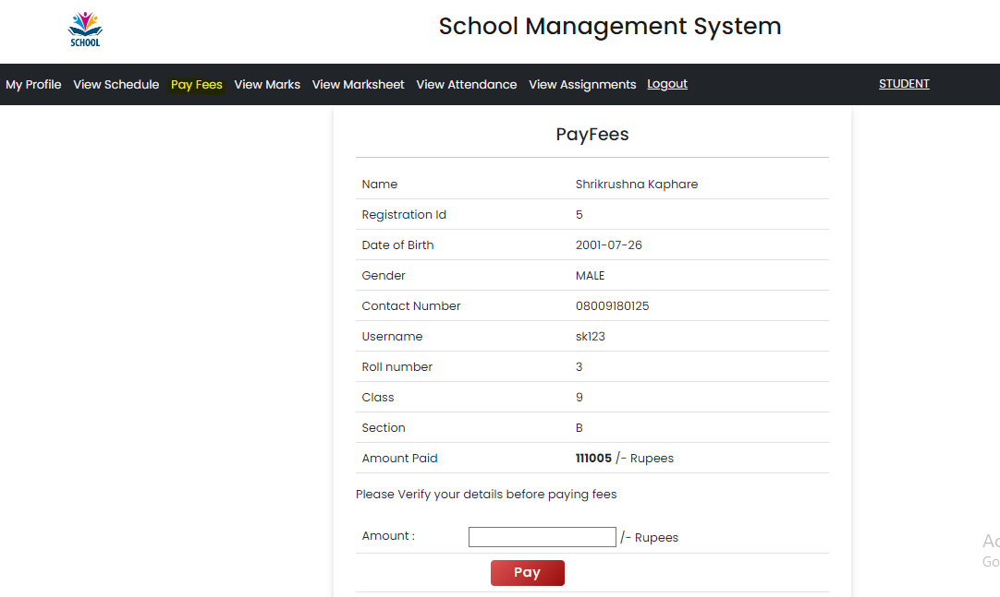 SCHOOL
School Management System
My Profile View Schedule Pay Fees View Marks View Marksheet View Attendance View Assignments Logout STUDENT
PayFees
Name Shrikrushna Kaphare
Registration Id 5
Date of Birth 2001-07-26
Gender MALE
Contact Number 08009180125
Username sk123
Roll number 3
Class 9
Section B
Amount Paid 111005 /- Rupees
Please Verify your details before paying fees
Amount : /- Rupees
Pay